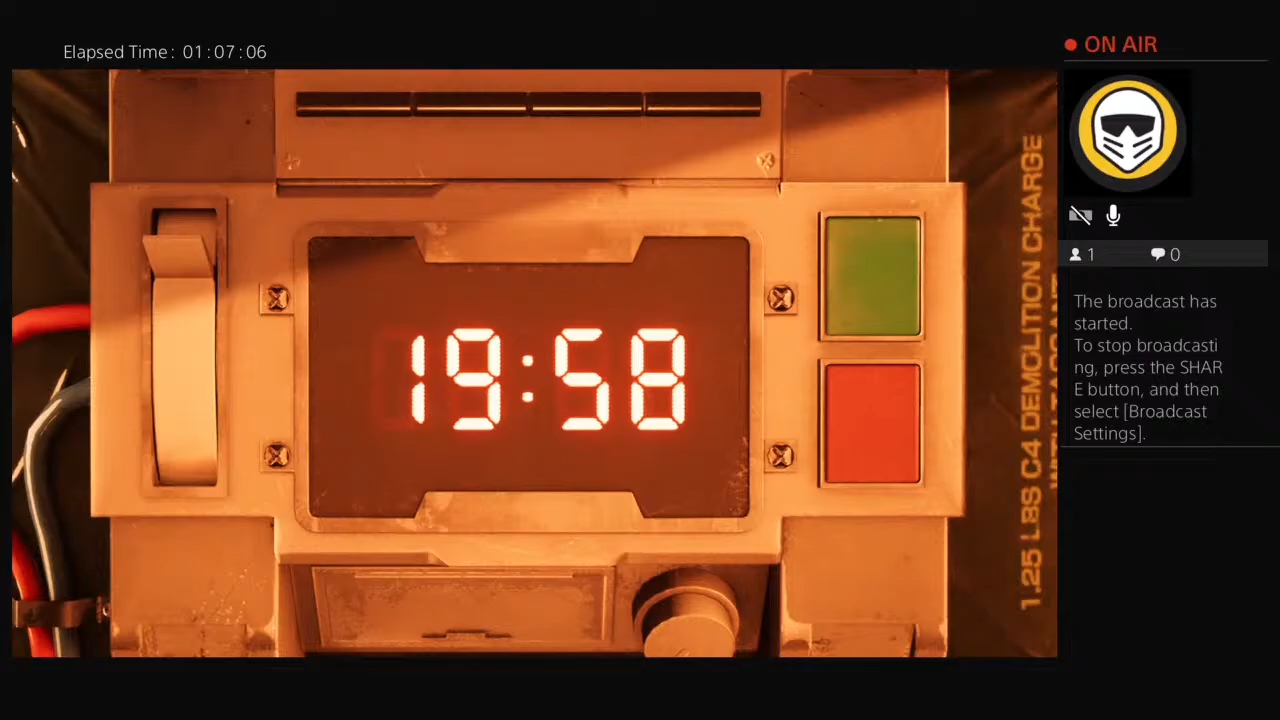 Elapsed Time: 01:07:06
ON AIR
19:58
1.25 LBS C4 DEMOLITION CHARGE
1
0
The broadcast has
started.
To stop broadcasti
ng, press the SHAR
E button, and then
select [Broadcast
Settings].